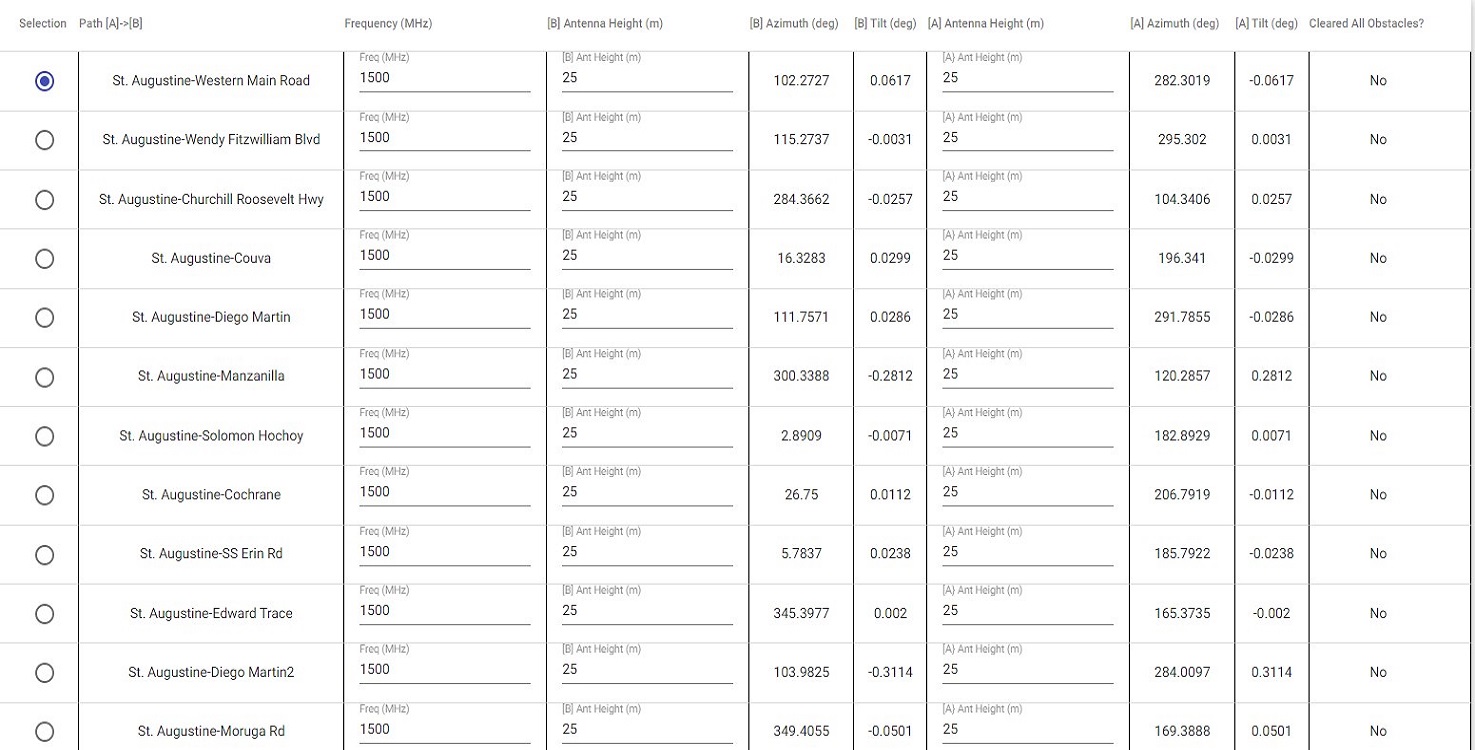 Selection Path [A]->[B] Frequency (MHz) [B] Antenna Height (m) [B] Azimuth (deg) [B] Tilt (deg) [A] Antenna Height (m) [A] Azimuth (deg) [A] Tilt (deg) Cleared All Obstacles?
Freq (MHz) [B] Ant Height (m) [A} Ant Height (m)
St. Augustine-Western Main Road 1500 25 102.2727 0.0617 25 282.3019 -0.0617 No
Freq (MHz) [B] Ant Height (m) [A} Ant Height (m)
St. Augustine-Wendy Fitzwilliam Blvd 1500 25 115.2737 -0.0031 25 295.302 0.0031 No
Freq (MHz) [B] Ant Height (m) [A} Ant Height (m)
St. Augustine-Churchill Roosevelt Hwy 1500 25 284.3662 -0.0257 25 104.3406 0.0257 No
Freq (MHz) [B] Ant Height (m) [A} Ant Height (m)
St. Augustine-Couva 1500 25 16.3283 0.0299 25 196.341 -0.0299 No
Freq (MHz) [B] Ant Height (m) [A} Ant Height (m)
St. Augustine-Diego Martin 1500 25 111.7571 0.0286 25 291.7855 -0.0286 No
Freq (MHz) [B] Ant Height (m) [A} Ant Height (m)
St. Augustine-Manzanilla 1500 25 300.3388 -0.2812 25 120.2857 0.2812 No
Freq (MHz) [B] Ant Height (m) [A} Ant Height (m)
St. Augustine-Solomon Hochoy 1500 25 2.8909 -0.0071 25 182.8929 0.0071 No
Freq (MHz) [B] Ant Height (m) [A} Ant Height (m)
St. Augustine-Cochrane 1500 25 26.75 0.0112 25 206.7919 -0.0112 No
Freq (MHz) [B] Ant Height (m) [A} Ant Height (m)
St. Augustine-SS Erin Rd 1500 25 5.7837 0.0238 25 185.7922 -0.0238 No
Freq (MHz) [B] Ant Height (m) [A} Ant Height (m)
St. Augustine-Edward Trace 1500 25 345.3977 0.002 25 165.3735 -0.002 No
Freq (MHz) [B] Ant Height (m) [A} Ant Height (m)
St. Augustine-Diego Martin2 1500 25 103.9825 -0.3114 25 284.0097 0.3114 No
Freq (MHz) [B] Ant Height (m) [A} Ant Height (m)
St. Augustine-Moruga Rd 1500 25 349.4055 -0.0501 25 169.3888 0.0501 No